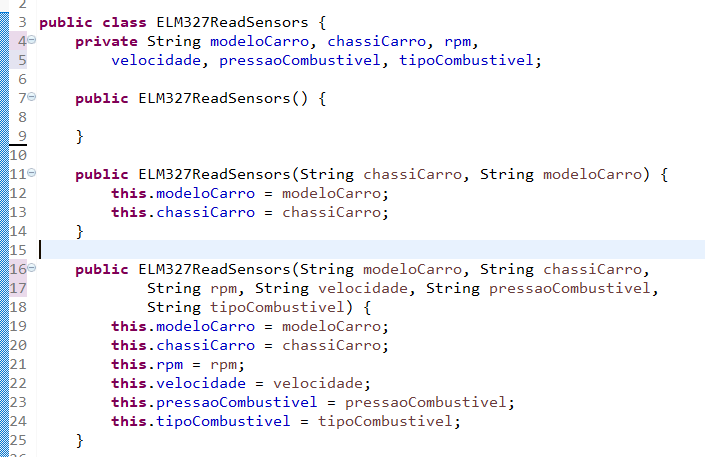 2
3 public class ELM327ReadSensors {
4 private String modeloCarro, chassiCarro, rpm,
5 velocidade, pressaoCombustivel, tipoCombustivel;
6
7 public ELM327ReadSensors() {
8
9 }
10
11 public ELM327ReadSensors(String chassiCarro, String modeloCarro) {
12 this.modeloCarro = modeloCarro;
13 this.chassiCarro = chassiCarro;
14 }
15
16 public ELM327ReadSensors(String modeloCarro, String chassiCarro,
17 String rpm, String velocidade, String pressaoCombustivel,
18 String tipoCombustivel) {
19 this.modeloCarro = modeloCarro;
20 this.chassiCarro = chassiCarro;
21 this.rpm = rpm;
22 this.velocidade = velocidade;
23 this.pressaoCombustivel = pressaoCombustivel;
24 this.tipoCombustivel = tipoCombustivel;
25 }